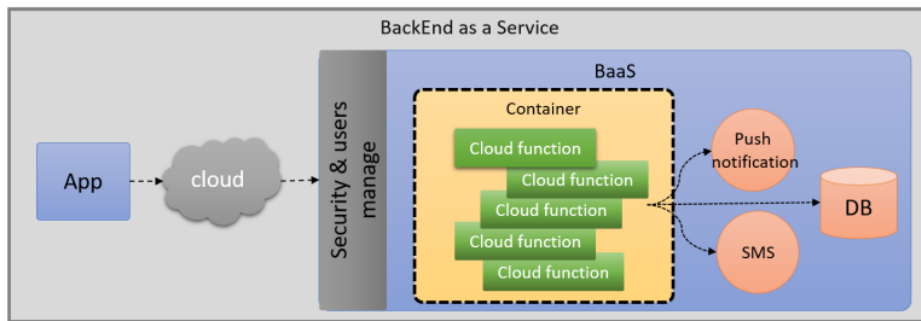 BackEnd as a Service
BaaS
App
cloud
Security & users
manage
Container
Cloud function
Cloud function
Cloud function
Cloud function
Cloud function
Push
notification
DB
SMS